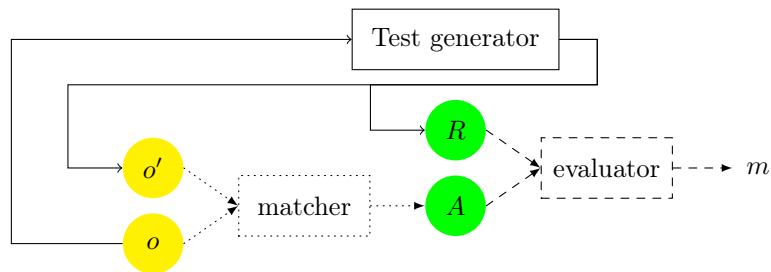 Test generator
R
o′
evaluator
m
matcher
A
o